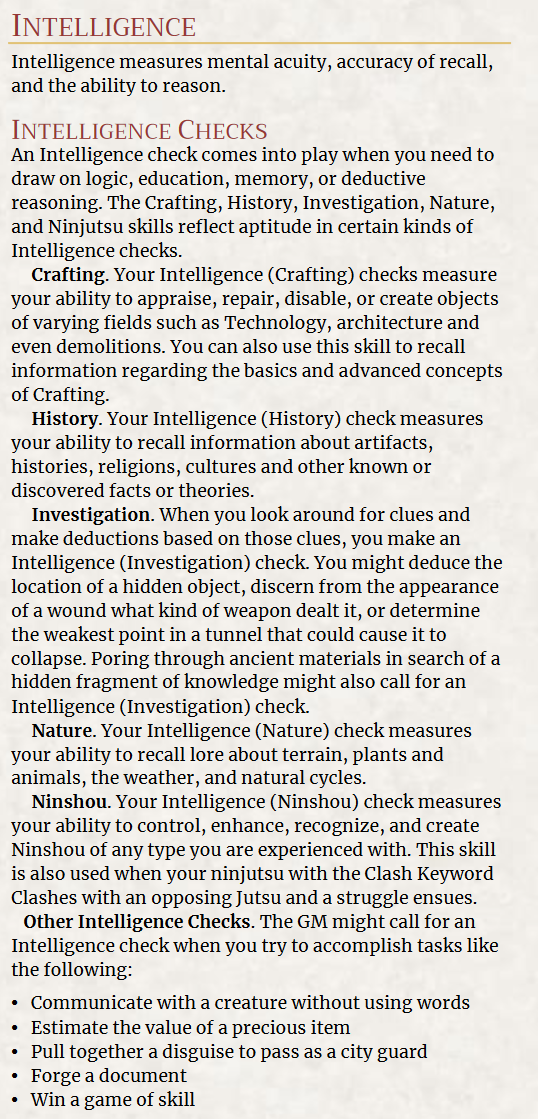 Intelligence
Intelligence measures mental acuity, accuracy of recall,
and the ability to reason.
Intelligence Checks
An Intelligence check comes into play when you need to
draw on logic, education, memory, or deductive
reasoning. The Crafting, History, Investigation, Nature,
and Ninjutsu skills reflect aptitude in certain kinds of
Intelligence checks.
Crafting. Your Intelligence (Crafting) checks measure
your ability to appraise, repair, disable, or create objects
of varying fields such as Technology, architecture and
even demolitions. You can also use this skill to recall
information regarding the basics and advanced concepts
of Crafting.
History. Your Intelligence (History) check measures
your ability to recall information about artifacts,
histories, religions, cultures and other known or
discovered facts or theories.
Investigation. When you look around for clues and
make deductions based on those clues, you make an
Intelligence (Investigation) check. You might deduce the
location of a hidden object, discern from the appearance
of a wound what kind of weapon dealt it, or determine
the weakest point in a tunnel that could cause it to
collapse. Poring through ancient materials in search of a
hidden fragment of knowledge might also call for an
Intelligence (Investigation) check.
Nature. Your Intelligence (Nature) check measures
your ability to recall lore about terrain, plants and
animals, the weather, and natural cycles.
Ninshou. Your Intelligence (Ninshou) check measures
your ability to control, enhance, recognize, and create
Ninshou of any type you are experienced with. This skill
is also used when your ninjutsu with the Clash Keyword
Clashes with an opposing Jutsu and a struggle ensues.
Other Intelligence Checks. The GM might call for an
Intelligence check when you try to accomplish tasks like
the following:
• Communicate with a creature without using words
• Estimate the value of a precious item
• Pull together a disguise to pass as a city guard
• Forge a document
• Win a game of skill